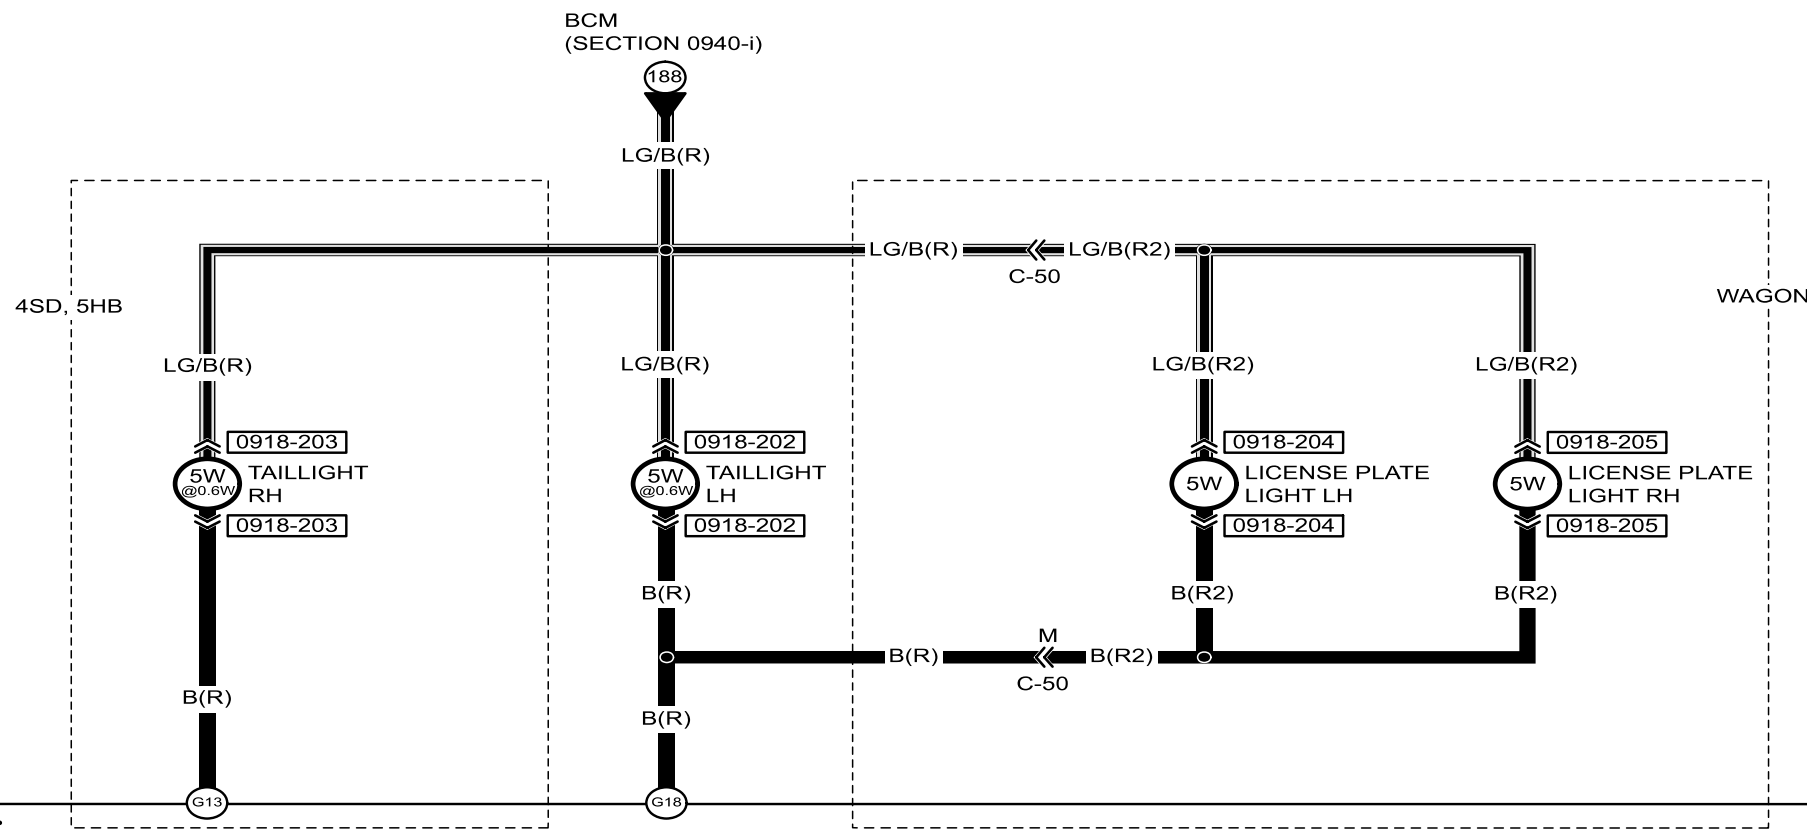 BCM
(SECTION 0940-i)
188
LG/B(R)
LG/B(R)
LG/B(R2)
C-50
4SD, 5HB
WAGON
LG/B(R)
LG/B(R)
LG/B(R2)
LG/B(R2)
0918-203
0918-202
0918-204
0918-205
5W
@0.6W
TAILLIGHT
RH
5W
@0.6W
TAILLIGHT
LH
5W
LICENSE PLATE
LIGHT LH
5W
LICENSE PLATE
LIGHT RH
0918-203
0918-202
0918-204
0918-205
B(R)
B(R2)
B(R2)
M
B(R)
B(R2)
C-50
B(R)
B(R)
G13
G18